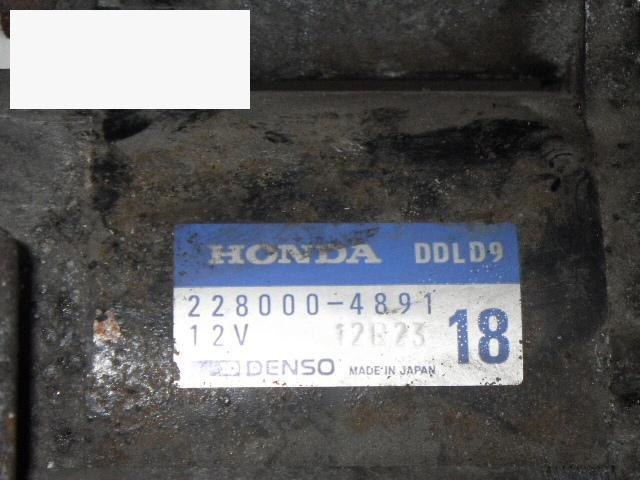 HONDA DDLD9
228000-4891
12V 12R23 18
DENSO MADE IN JAPAN